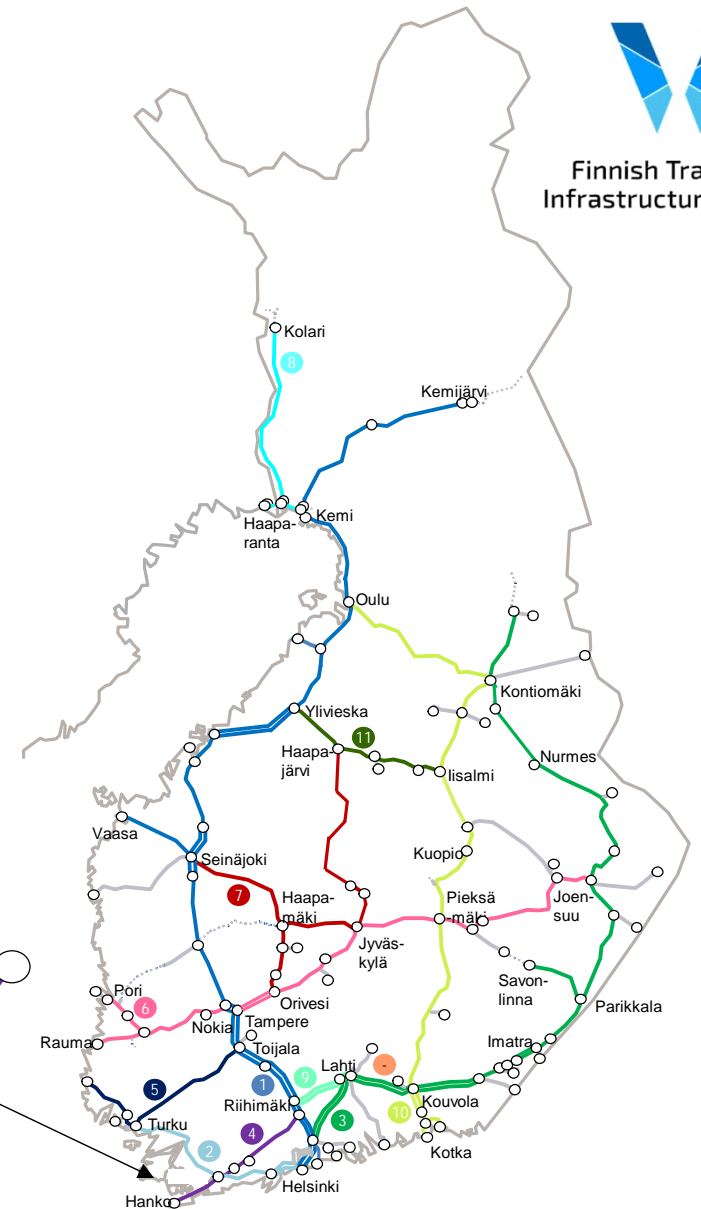 Finnish Tra
Infrastructur
Kolari
8
Kemijärvi
Haapa-
ranta
Kemi
Oulu
Kontiomäki
Ylivieska
11
Haapa-
järvi
Nurmes
Iisalmi
Vaasa
Seinäjoki
Kuopio
7
Haapa-
mäki
Pieksä
-mäki
Joen-
suu
Jyväs-
kylä
Savon-
linna
Pori
6
Orivesi
Nokia
Tampere
Parikkala
Rauma
Imatra
Toijala
Lahti
-
5
1
9
Riihimäki
Kouvola
10
Turku
4
3
2
Kotka
Helsinki
Hanko